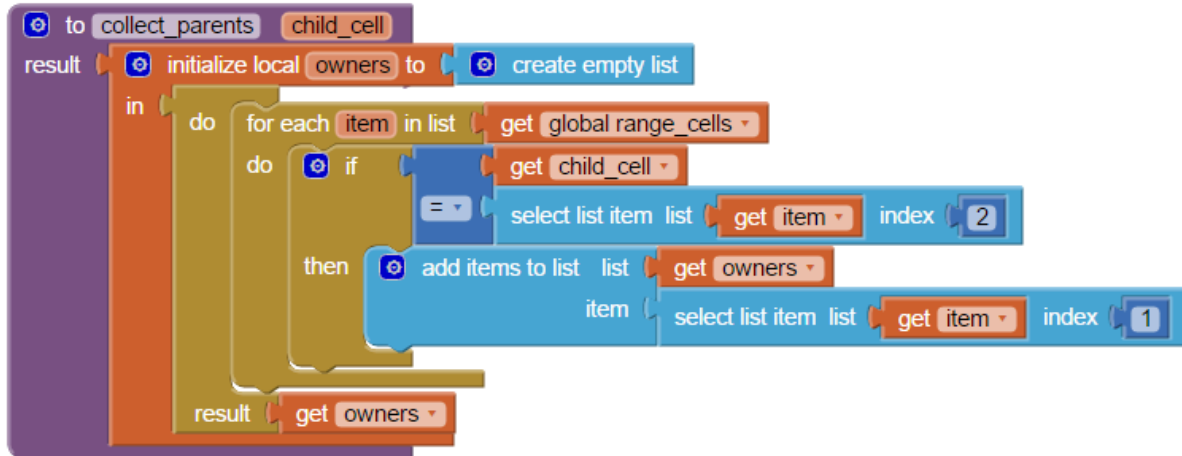 to collect_parents child_cell
result initialize local owners to create empty list
in
do for each item in list get global range_cells
do if get child_cell
= select list item list get item index 2
then add items to list list get owners
item select list item list get item index 1
result get owners